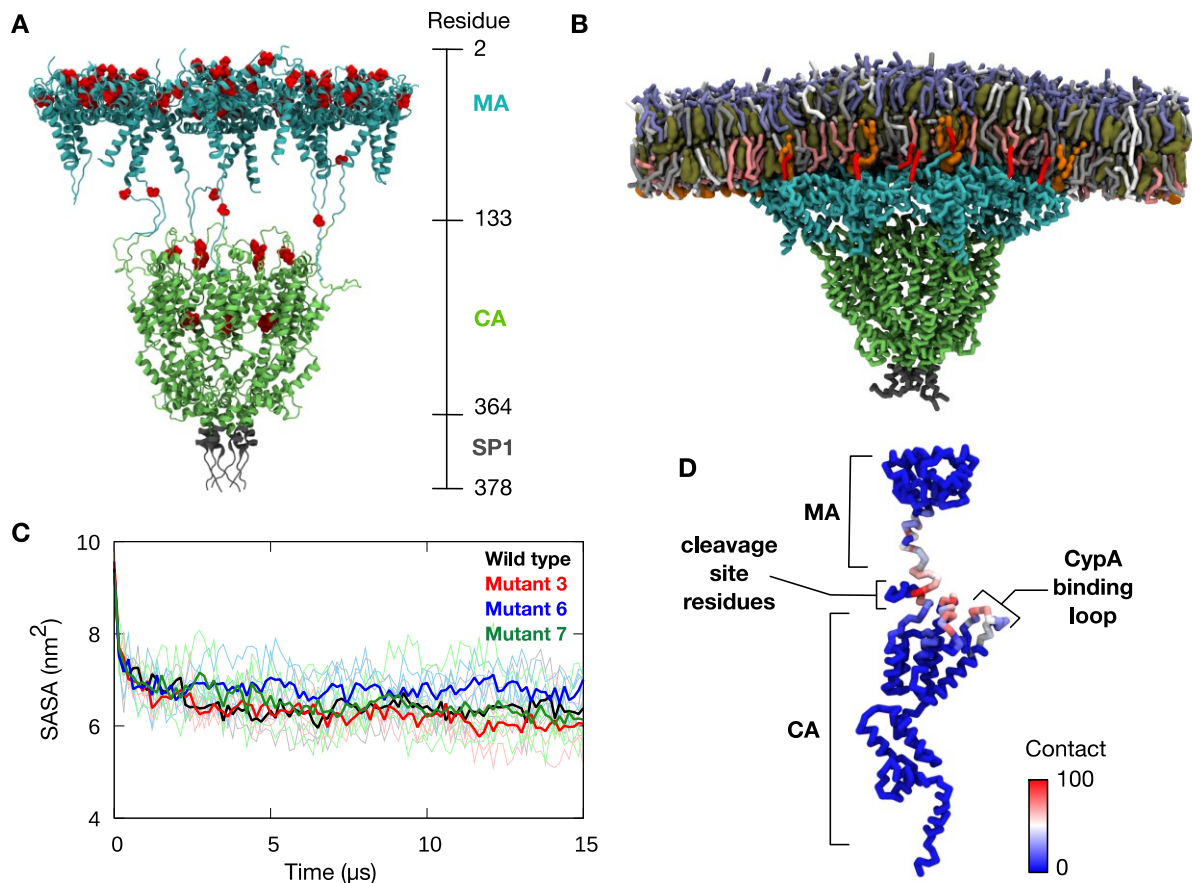 A
Residue
2
MA
133
CA
364
SP1
378
B
C
10
8
6
4
SASA (nm²)
0
5
10
15
Time (μs)
Wild type
Mutant 3
Mutant 6
Mutant 7
D
MA
cleavage
site
residues
CypA
binding
loop
CA
Contact
100
0